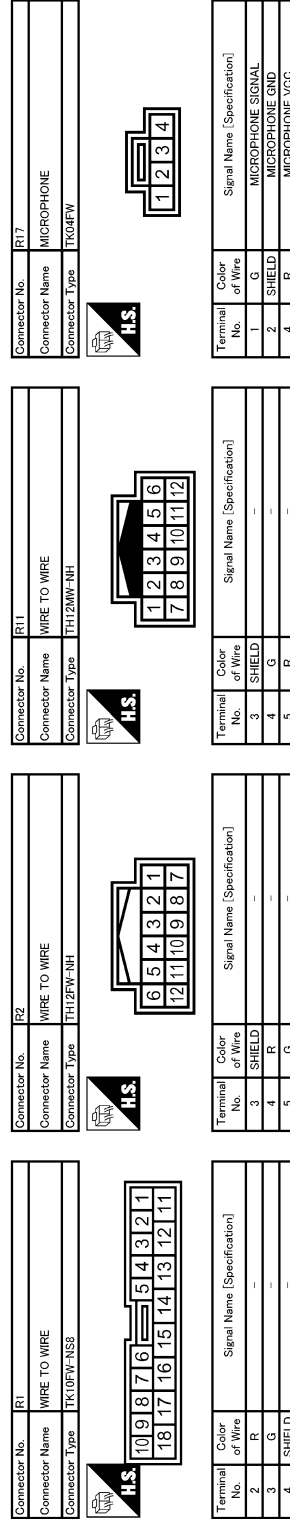 Connector No. R1
Connector Name WIRE TO WIRE
Connector Type TK10FW-NS8
H.S.
10 9 8 7 6 5 4 3 2 1
18 17 16 15 14 13 12 11
Terminal No. Color of Wire Signal Name [Specification]
2 R –
3 G –
4 SHIELD –
Connector No. R2
Connector Name WIRE TO WIRE
Connector Type TH12FW-NH
H.S.
6 5 4 3 2 1
12 11 10 9 8 7
Terminal No. Color of Wire Signal Name [Specification]
3 SHIELD –
4 R –
5 G –
Connector No. R11
Connector Name WIRE TO WIRE
Connector Type TH12MW-NH
H.S.
1 2 3 4 5 6
7 8 9 10 11 12
Terminal No. Color of Wire Signal Name [Specification]
3 SHIELD –
4 G –
5 R –
Connector No. R17
Connector Name MICROPHONE
Connector Type TK04FW
H.S.
1 2 3 4
Terminal No. Color of Wire Signal Name [Specification]
1 G MICROPHONE SIGNAL
2 SHIELD MICROPHONE GND
4 R MICROPHONE VCC